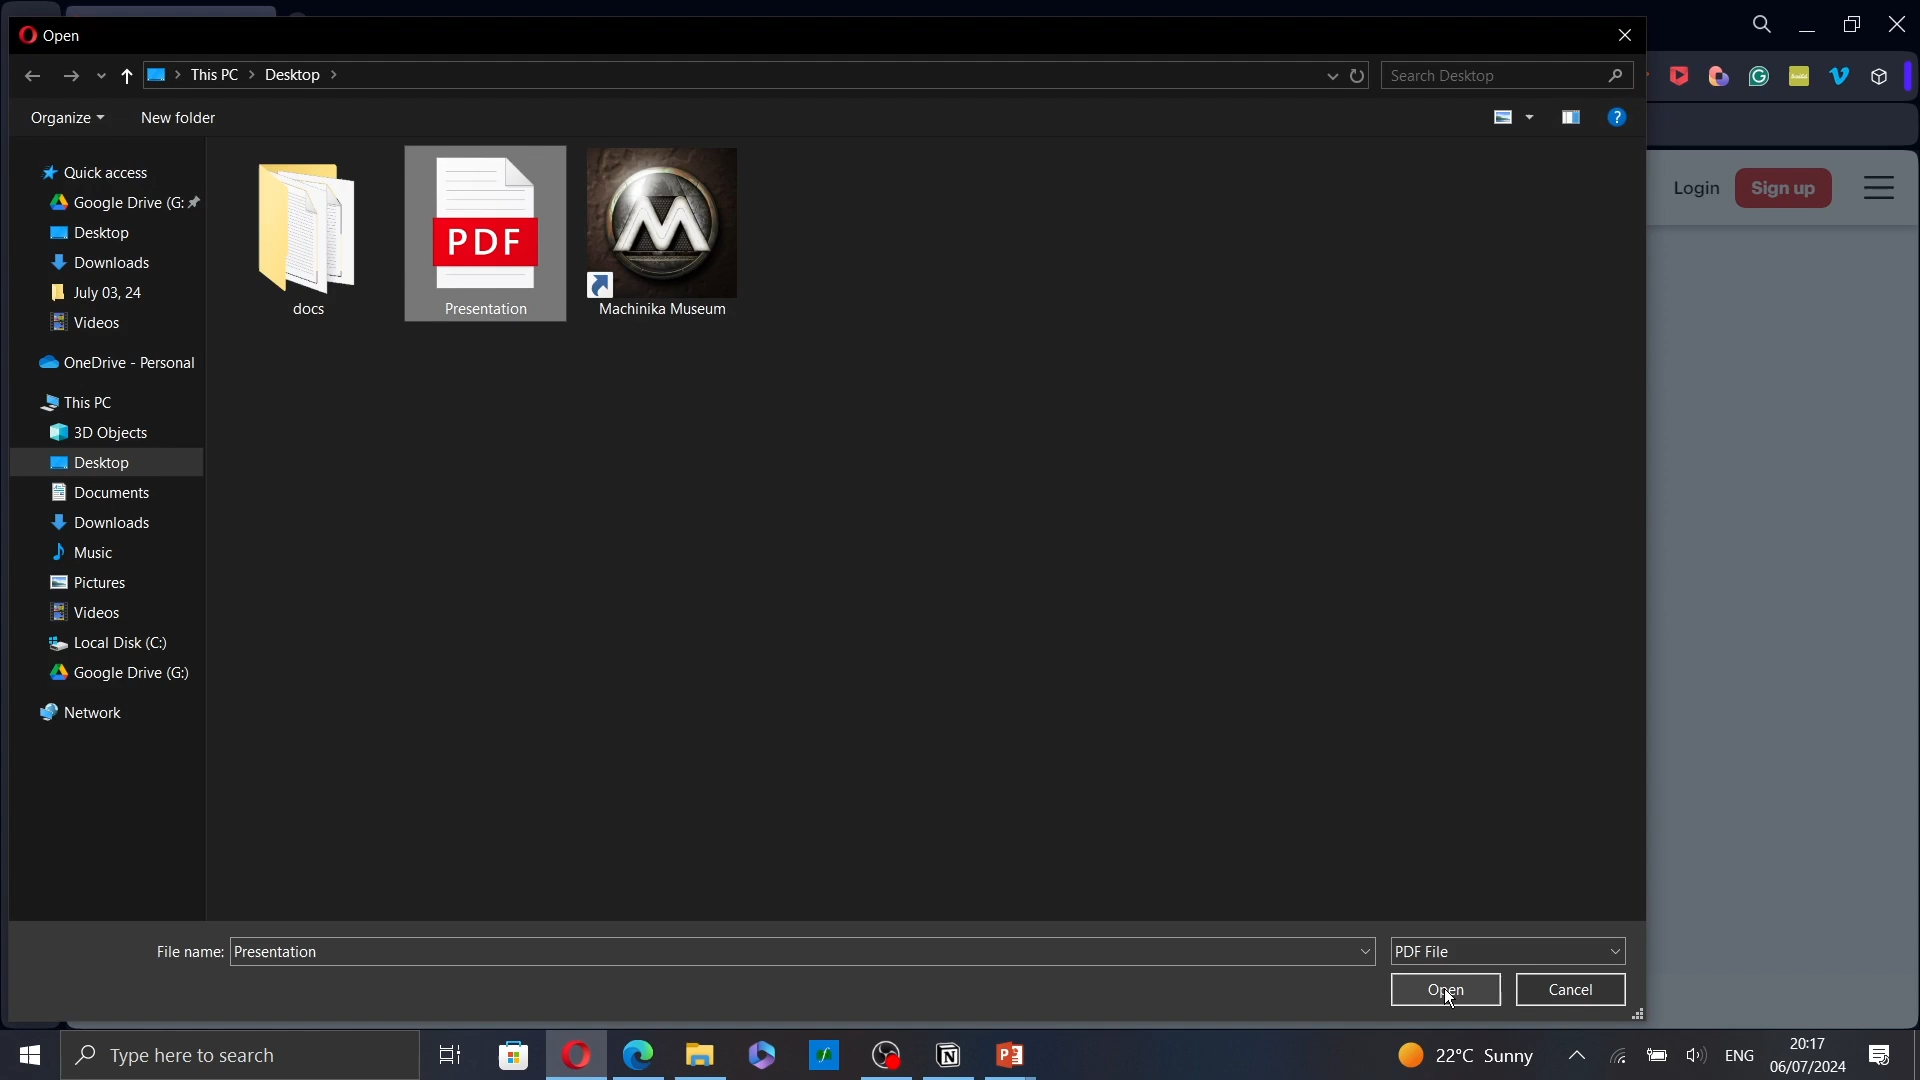 Open
This PC > Desktop >
Search Desktop
Organize
New folder
?
Login
Sign up
Quick access
Google Drive (G:
Desktop
Downloads
July 03, 24
Videos
OneDrive - Personal
This PC
3D Objects
Desktop
Documents
Downloads
Music
Pictures
Videos
Local Disk (C:)
Google Drive (G:)
Network
PDF
M
docs
Presentation
Machinika Museum
File name: Presentation
PDF File
Open
Cancel
Type here to search
22°C Sunny
ENG
20:17
06/07/2024